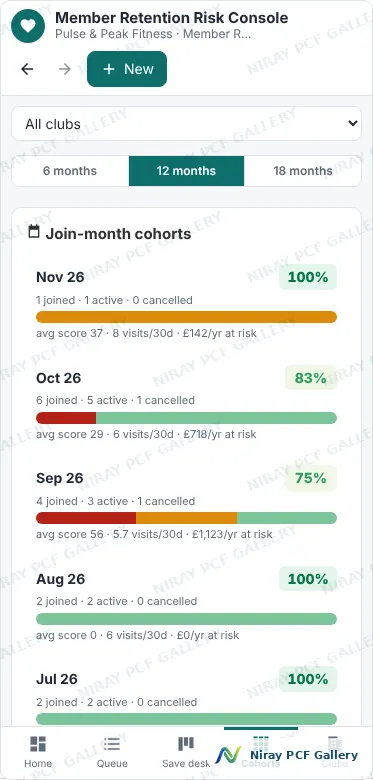 Member Retention Risk Console
Pulse & Peak Fitness · Member R...
New
All clubs
6 months
12 months
18 months
Join-month cohorts
Nov 26
100%
1 joined · 1 active · 0 cancelled
avg score 37 · 8 visits/30d · £142/yr at risk
Oct 26
83%
6 joined · 5 active · 1 cancelled
avg score 29 · 6 visits/30d · £718/yr at risk
Sep 26
75%
4 joined · 3 active · 1 cancelled
avg score 56 · 5.7 visits/30d · £1,123/yr at risk
Aug 26
100%
2 joined · 2 active · 0 cancelled
avg score 0 · 6 visits/30d · £0/yr at risk
Jul 26
100%
2 joined · 2 active · 0 cancelled
Home
Queue
Save desk
Cohorts
Clubs
Niray PCF Gallery
NIRAY PCF GALLERY